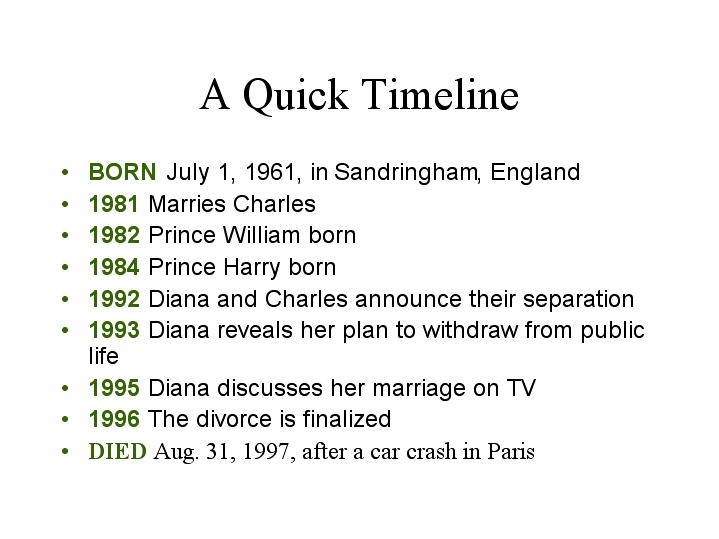 A Quick Timeline
• BORN July 1, 1961, in Sandringham, England
• 1981 Marries Charles
• 1982 Prince William born
• 1984 Prince Harry born
• 1992 Diana and Charles announce their separation
• 1993 Diana reveals her plan to withdraw from public
life
• 1995 Diana discusses her marriage on TV
• 1996 The divorce is finalized
• DIED Aug. 31, 1997, after a car crash in Paris